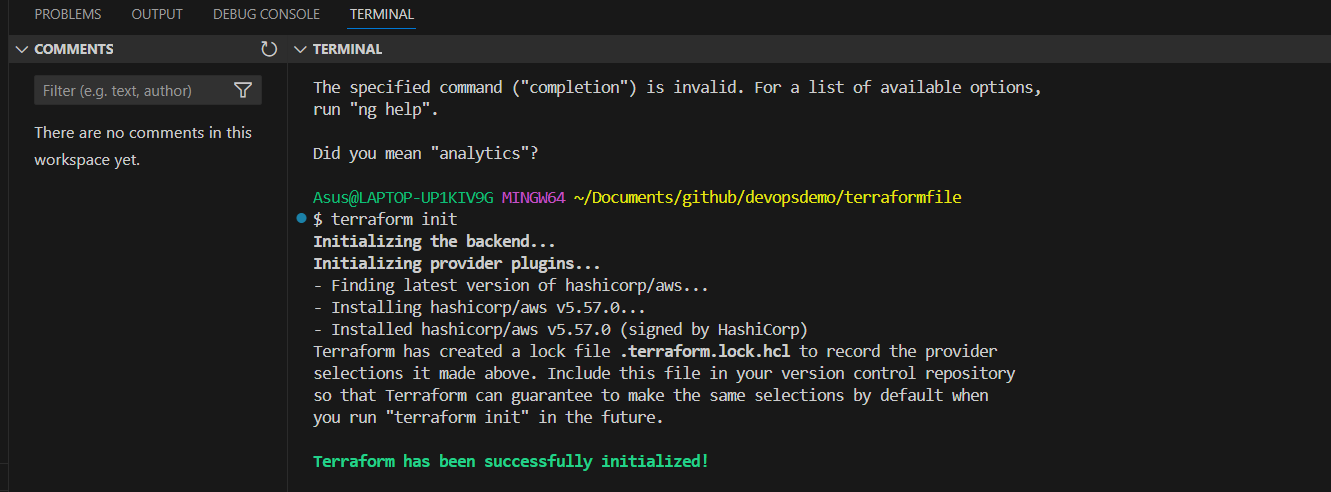 PROBLEMS OUTPUT DEBUG CONSOLE TERMINAL
COMMENTS
Filter (e.g. text, author)
There are no comments in this
workspace yet.
TERMINAL
The specified command ("completion") is invalid. For a list of available options,
run "ng help".
Did you mean "analytics"?
Asus@LAPTOP-UP1KIV9G MINGW64 ~/Documents/github/devopsdemo/terraformfile
$ terraform init
Initializing the backend...
Initializing provider plugins...
- Finding latest version of hashicorp/aws...
- Installing hashicorp/aws v5.57.0...
- Installed hashicorp/aws v5.57.0 (signed by HashiCorp)
Terraform has created a lock file .terraform.lock.hcl to record the provider
selections it made above. Include this file in your version control repository
so that Terraform can guarantee to make the same selections by default when
you run "terraform init" in the future.
Terraform has been successfully initialized!